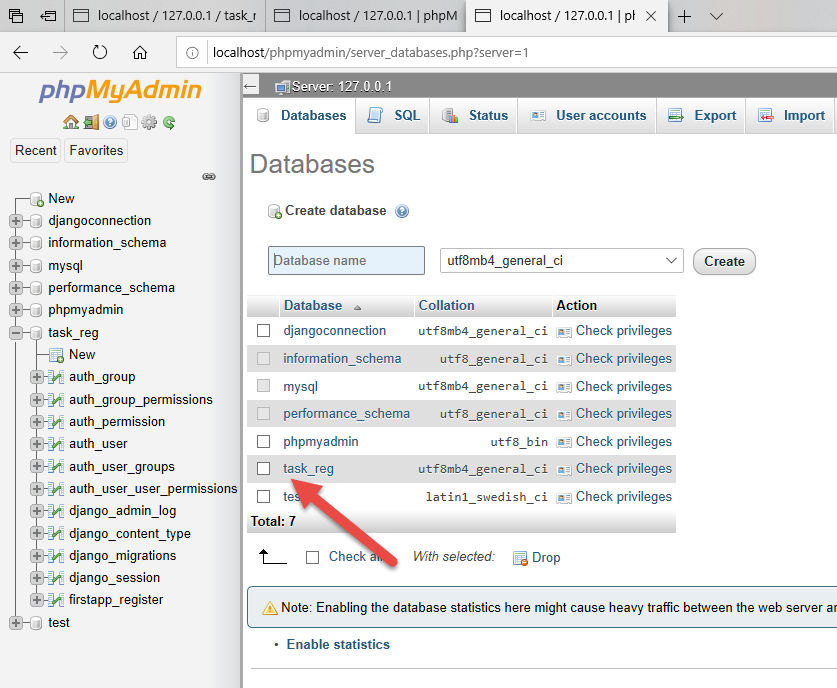 localhost / 127.0.0.1 / task_r
localhost / 127.0.0.1 | phpM
localhost / 127.0.0.1 | pł
localhost/phpmyadmin/server_databases.php?server=1
phpMyAdmin
Recent
Favorites
New
djangoconnection
information_schema
mysql
performance_schema
phpmyadmin
task_reg
New
auth_group
auth_group_permissions
auth_permission
auth_user
auth_user_groups
auth_user_user_permissions
django_admin_log
django_content_type
django_migrations
django_session
firstapp_register
test
Server: 127.0.0.1
Databases SQL Status User accounts Export Import
Databases
Create database
Database name utf8mb4_general_ci Create
Database Collation Action
djangoconnection utf8mb4_general_ci Check privileges
information_schema utf8_general_ci Check privileges
mysql utf8mb4_general_ci Check privileges
performance_schema utf8_general_ci Check privileges
phpmyadmin utf8_bin Check privileges
task_reg utf8mb4_general_ci Check privileges
latin1_swedish_ci Check privileges
Total: 7
Check With selected: Drop
Note: Enabling the database statistics here might cause heavy traffic between the web server
• Enable statistics